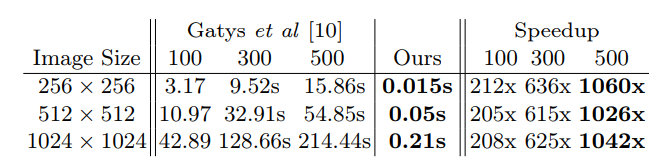 Gatys et al [10] Speedup
Image Size 100 300 500 Ours 100 300 500
256 × 256 3.17 9.52s 15.86s 0.015s 212x 636x 1060x
512 × 512 10.97 32.91s 54.85s 0.05s 205x 615x 1026x
1024 × 1024 42.89 128.66s 214.44s 0.21s 208x 625x 1042x